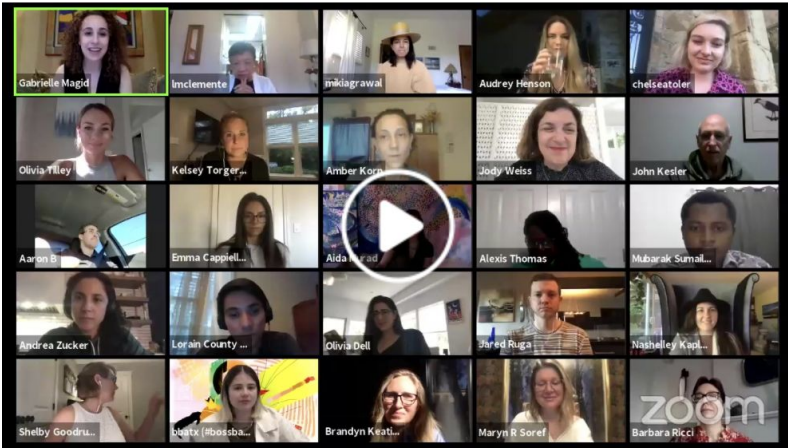 Gabrielle Magid
lmclemente
mikiagrawal
Audrey Henson
chelseatoler
Olivia Tilley
Kelsey Torger...
Amber Korn
Jody Weiss
John Kesler
Aaron B
Emma Cappiell...
Aida Murad
Alexis Thomas
Mubarak Sumail...
Andrea Zucker
Lorain County ...
Olivia Dell
Jared Ruga
Nashelley Kapl...
Shelby Goodru...
bbatx (#bossba...
Brandyn Keati...
Maryn R Soref
Barbara Ricci
zoom